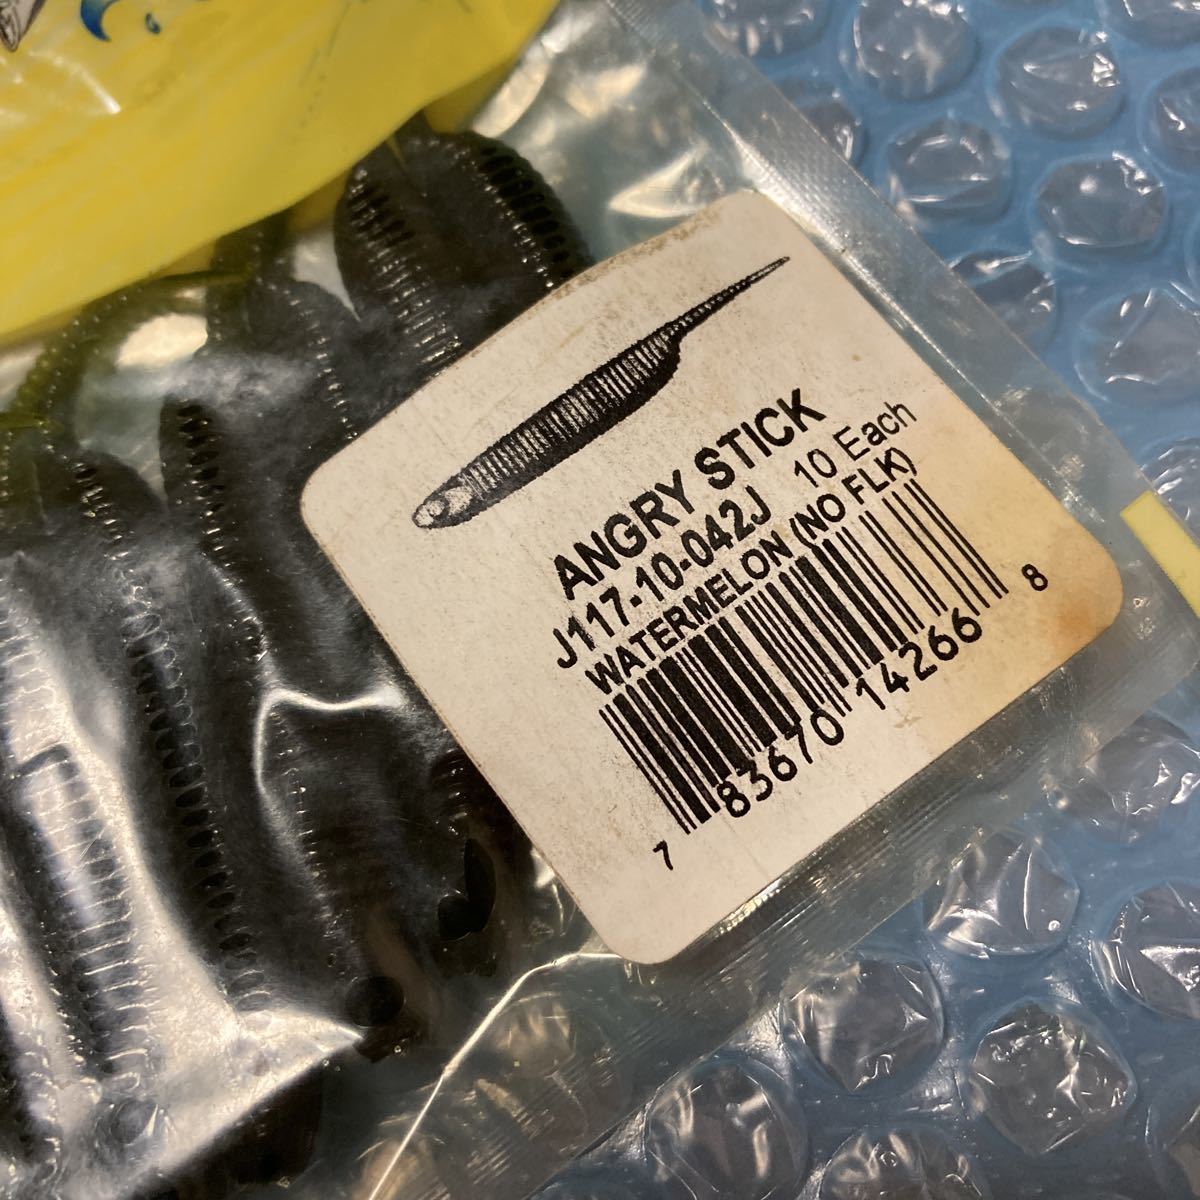 ANGRY STICK
J117-10-042J 10 Each
WATERMELON (NO FLK)
7 83670 14266 8